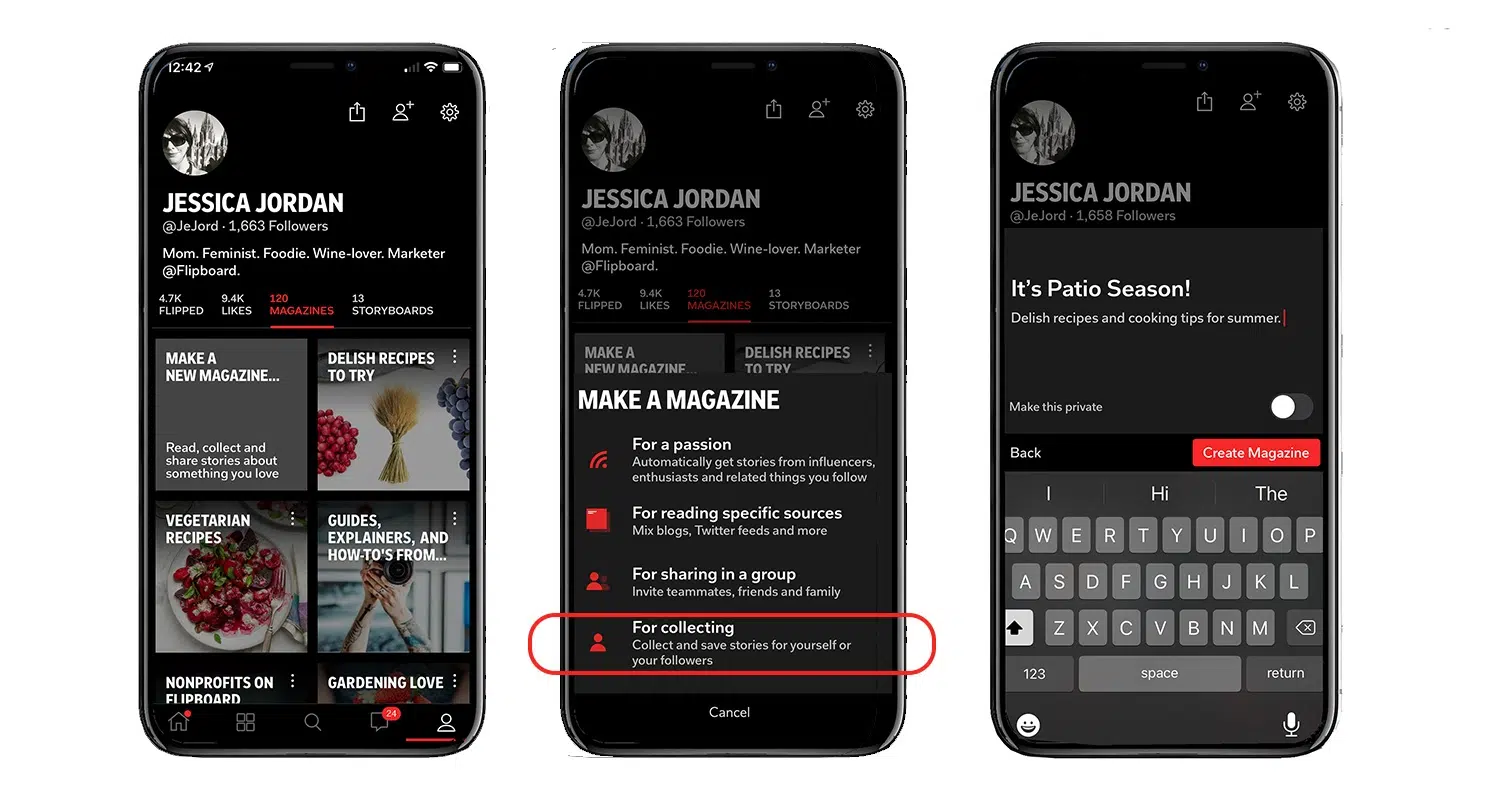 12:42
JESSICA JORDAN
@JeJord · 1,663 Followers
Mom. Feminist. Foodie. Wine-lover. Marketer
@Flipboard.
4.7K 9.4K 120 13
FLIPPED LIKES MAGAZINES STORYBOARDS
MAKE A
NEW MAGAZINE...
Read, collect and
share stories about
something you love
DELISH RECIPES
TO TRY
VEGETARIAN
RECIPES
GUIDES,
EXPLAINERS, AND
HOW-TO'S FROM...
NONPROFITS ON
FLIPBOARD
GARDENING LOVE
24
JESSICA JORDAN
@JeJord · 1,663 Followers
Mom. Feminist. Foodie. Wine-lover. Marketer
@Flipboard.
4.7K 9.4K 120 13
FLIPPED LIKES MAGAZINES STORYBOARDS
MAKE A
NEW MAGAZINE...
DELISH RECIPES
TO TRY
MAKE A MAGAZINE
For a passion
Automatically get stories from influencers,
enthusiasts and related things you follow
For reading specific sources
Mix blogs, Twitter feeds and more
For sharing in a group
Invite teammates, friends and family
For collecting
Collect and save stories for yourself or
your followers
Cancel
JESSICA JORDAN
@JeJord · 1,658 Followers
It’s Patio Season!
Delish recipes and cooking tips for summer.
Make this private
Back Create Magazine
I Hi The
Q W E R T Y U I O P
A S D F G H J K L
Z X C V B N M
123 space return